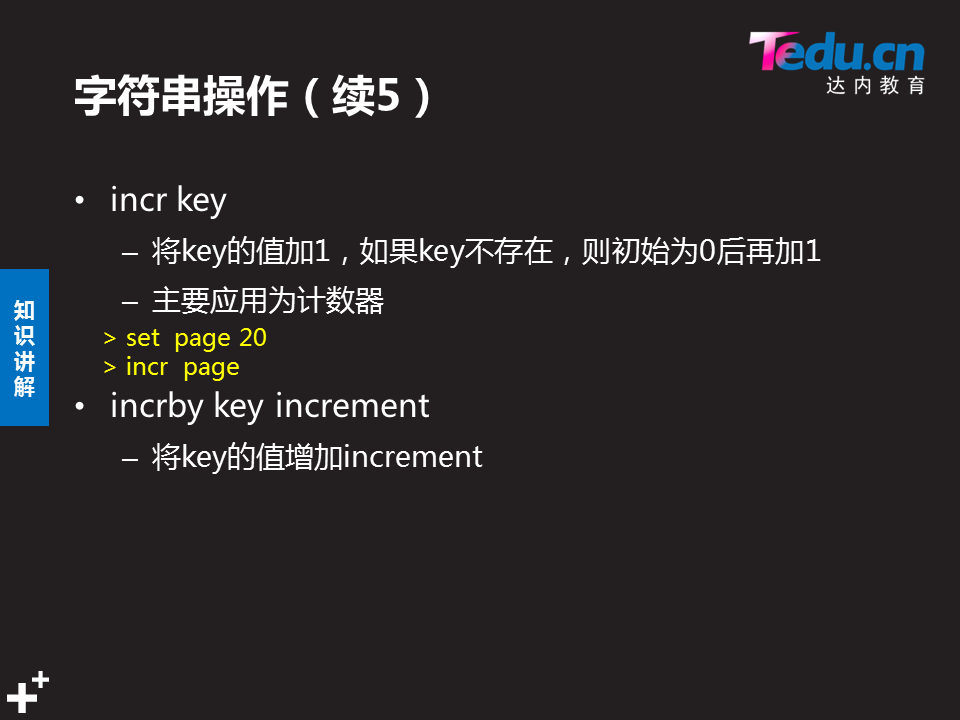 Tedu.cn
达内教育
字符串操作（续5）
• incr key
– 将key的值加1，如果key不存在，则初始为0后再加1
– 主要应用为计数器
> set page 20
> incr page
• incrby key increment
– 将key的值增加increment
知识讲解